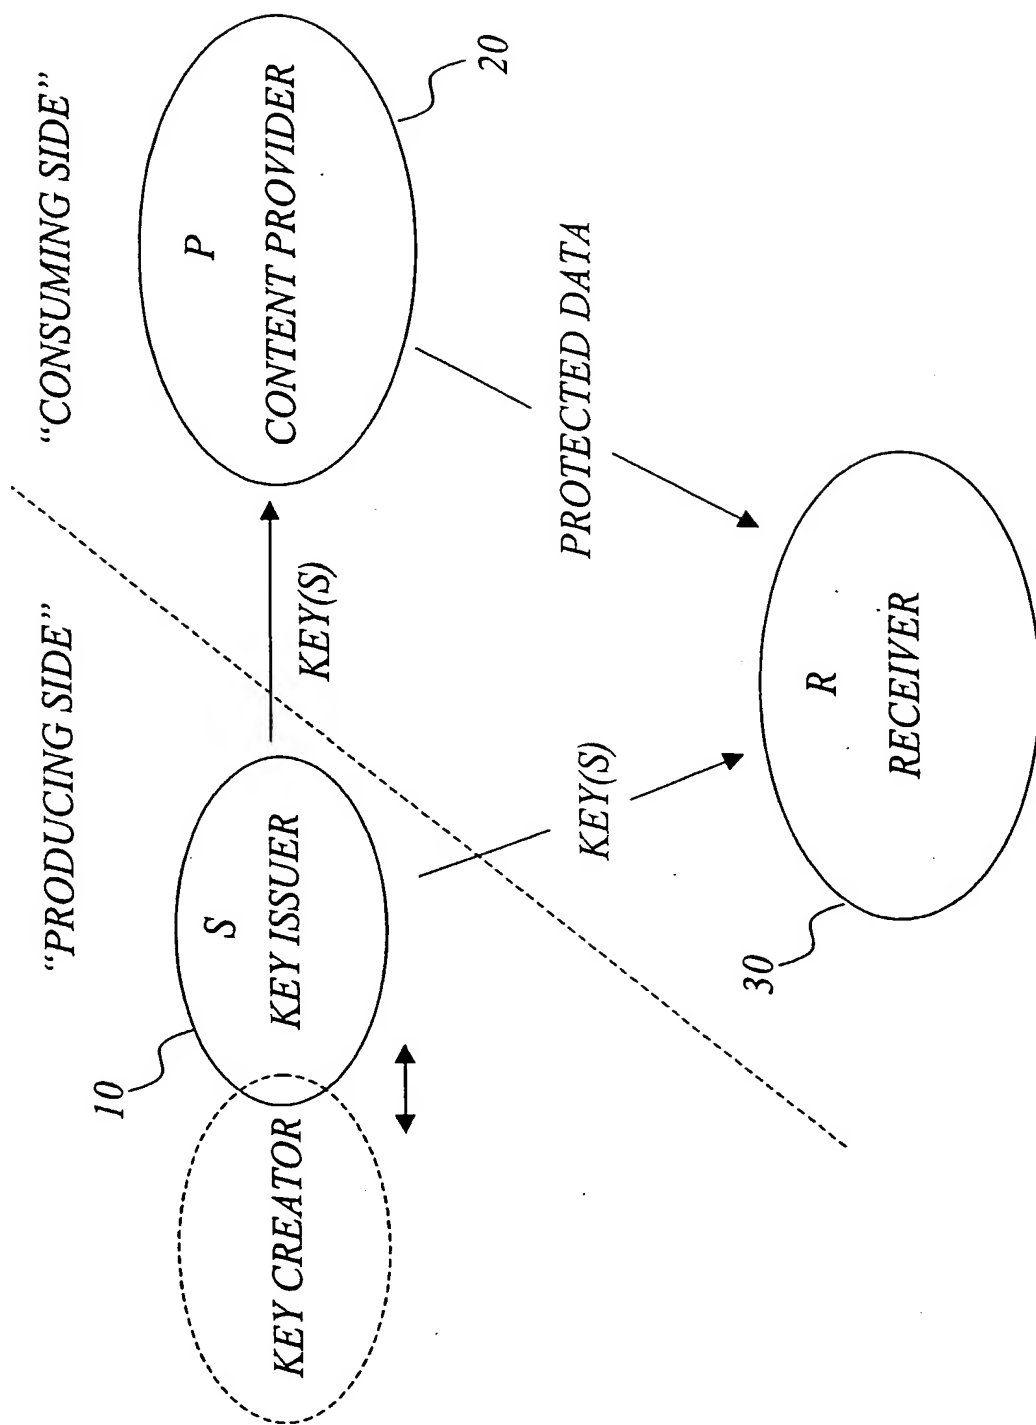 “PRODUCING SIDE”
“CONSUMING SIDE”
10
S
P
KEY CREATOR
KEY ISSUER
KEY(S)
CONTENT PROVIDER
20
KEY(S)
PROTECTED DATA
30
R
RECEIVER